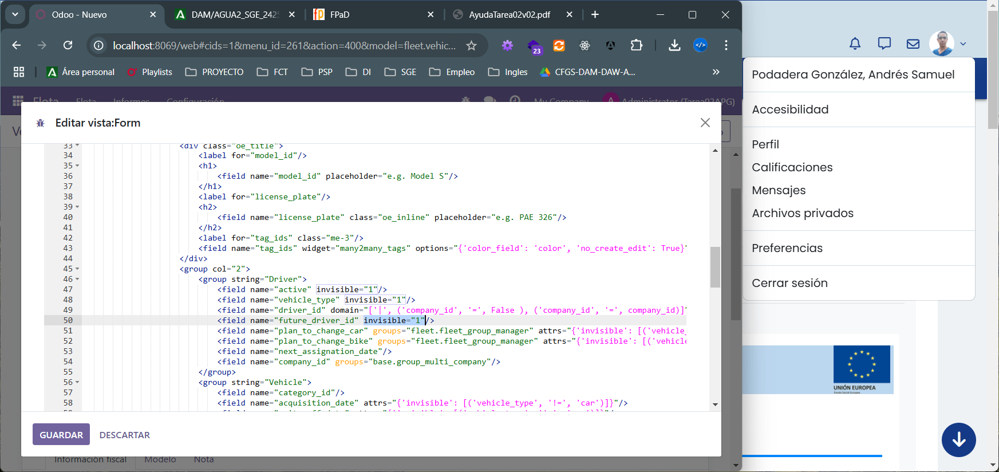 Odoo - Nuevo
DAM/AGUA2_SGE_242
FPaD
AyudaTarea02v02.pdf
localhost:8069/web#cids=1&menu_id=261&action=400&model=fleet.vehic...
23
Área personal
Playlists
PROYECTO
FCT
PSP
DI
SGE
Empleo
Ingles
CFGS-DAM-DAW-A...
Flota
Flota
Informes
Configuración
My Company
A
Administrator (Tarea02APG)
Editar vista:Form
33 <div class="oe_title">
34 <label for="model_id"/>
35 <h1>
36 <field name="model_id" placeholder="e.g. Model S"/>
37 </h1>
38 <label for="license_plate"/>
39 <h2>
40 <field name="license_plate" class="oe_inline" placeholder="e.g. PAE 326"/>
41 </h2>
42 <label for="tag_ids" class="me-3"/>
43 <field name="tag_ids" widget="many2many_tags" options="{'color_field': 'color', 'no_create_edit': True}"
44 </div>
45 <group col="2">
46 <group string="Driver">
47 <field name="active" invisible="1"/>
48 <field name="vehicle_type" invisible="1"/>
49 <field name="driver_id" domain="['|', ('company_id', '=', False ), ('company_id', '=', company_id)]"
50 <field name="future_driver_id" invisible="1"/>
51 <field name="plan_to_change_car" groups="fleet.fleet_group_manager" attrs="{'invisible': [('vehicle_
52 <field name="plan_to_change_bike" groups="fleet.fleet_group_manager" attrs="{'invisible': [('vehicle
53 <field name="next_assignation_date"/>
54 <field name="company_id" groups="base.group_multi_company"/>
55 </group>
56 <group string="Vehicle">
57 <field name="category_id"/>
58 <field name="acquisition_date" attrs="{'invisible': [('vehicle_type', '!=', 'car')]}"/>
GUARDAR
DESCARTAR
Información fiscal
Modelo
Nota
Podadera González, Andrés Samuel
Accesibilidad
Perfil
Calificaciones
Mensajes
Archivos privados
Preferencias
Cerrar sesión
UNIÓN EUROPEA
Fondo Social Europeo